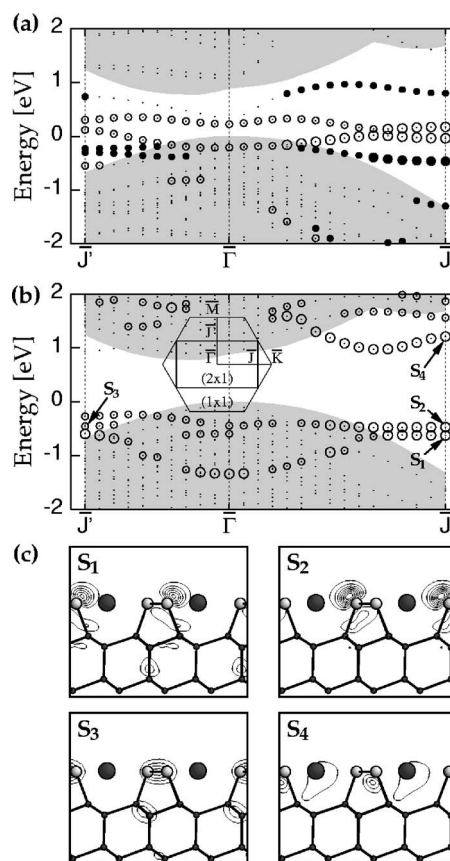 (a)
2
1
0
-1
-2
Energy [eV]
J̅' Γ̅ J̅
(b)
2
1
0
-1
-2
Energy [eV]
M̅
J̅'
Γ̅ J̅ K̅
(2x1)
(1x1)
S₃
S₄
S₂
S₁
J̅' Γ̅ J̅
(c)
S₁ S₂
S₃ S₄